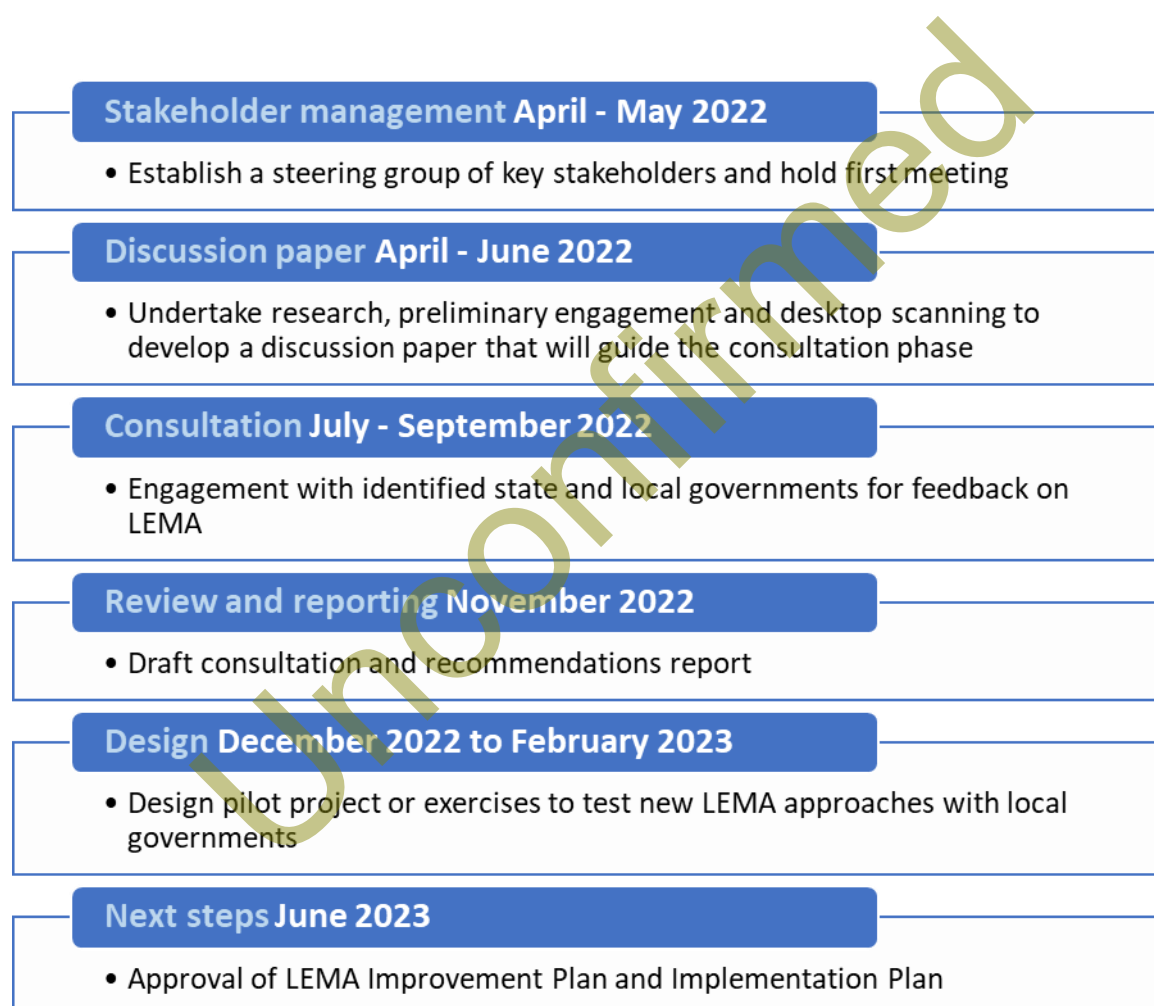 Stakeholder management April - May 2022
• Establish a steering group of key stakeholders and hold first meeting
Discussion paper April - June 2022
• Undertake research, preliminary engagement and desktop scanning to
develop a discussion paper that will guide the consultation phase
Consultation July - September 2022
• Engagement with identified state and local governments for feedback on
LEMA
Review and reporting November 2022
• Draft consultation and recommendations report
Design December 2022 to February 2023
• Design pilot project or exercises to test new LEMA approaches with local
governments
Next steps June 2023
• Approval of LEMA Improvement Plan and Implementation Plan
Unconfirmed